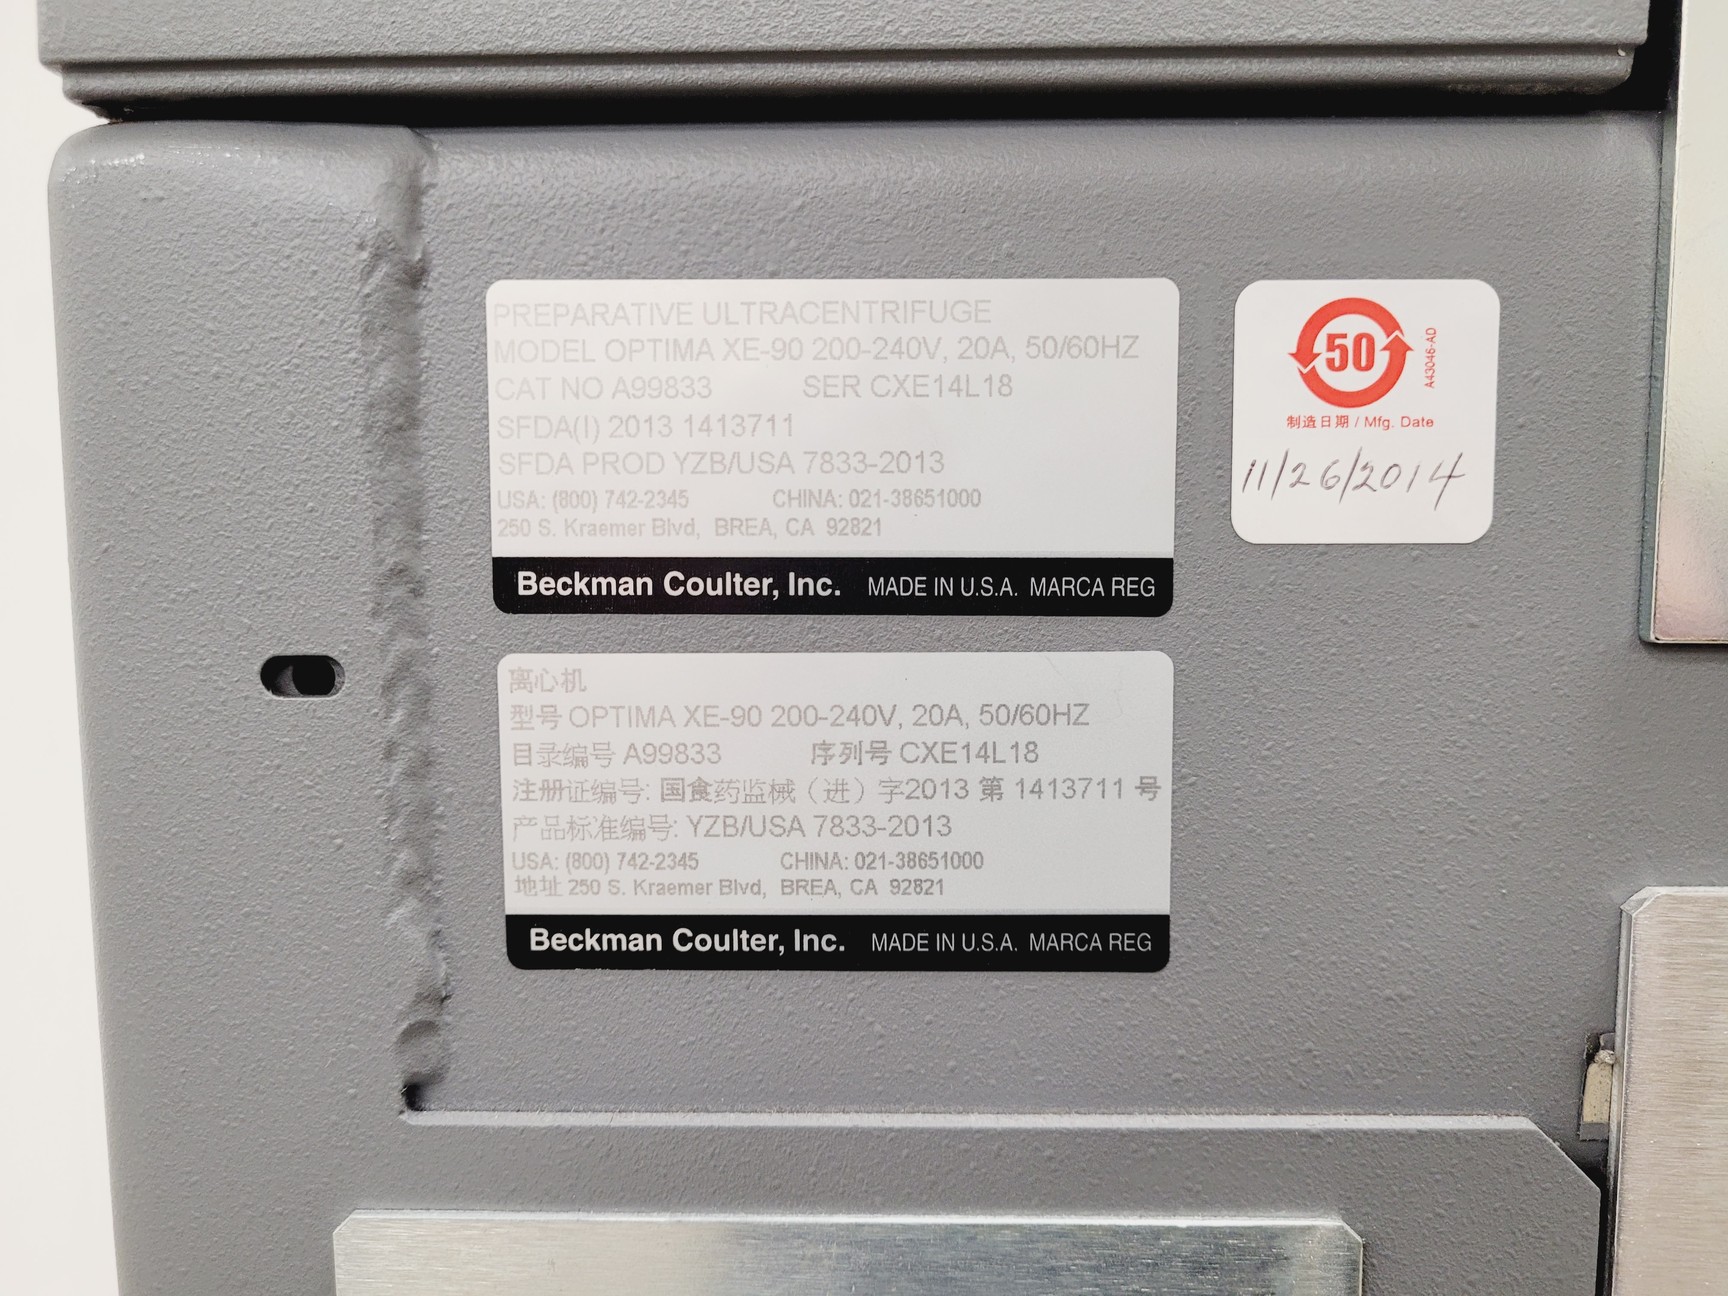 PREPARATIVE ULTRACENTRIFUGE
MODEL OPTIMA XE-90 200-240V, 20A, 50/60HZ
CAT NO A99833 SER CXE14L18
SFDA(I) 2013 1413711
SFDA PROD YZB/USA 7833-2013
USA: (800) 742-2345 CHINA: 021-38651000
250 S. Kraemer Blvd, BREA, CA 92821
Beckman Coulter, Inc. MADE IN U.S.A. MARCA REG
50
A43046-AD
制造日期 / Mfg. Date
11/26/2014
离心机
型号 OPTIMA XE-90 200-240V, 20A, 50/60HZ
目录编号 A99833 序列号 CXE14L18
注册证编号: 国食药监械（进）字2013 第 1413711 号
产品标准编号: YZB/USA 7833-2013
USA: (800) 742-2345 CHINA: 021-38651000
地址 250 S. Kraemer Blvd, BREA, CA 92821
Beckman Coulter, Inc. MADE IN U.S.A. MARCA REG